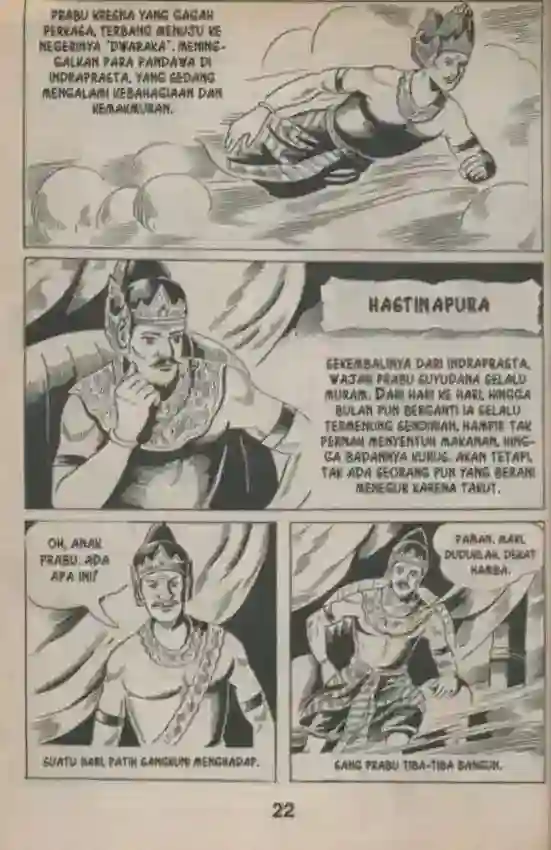 PRABU KRESNA YANG GAGAH
PERKASA, TERBANG MENUJU KE
NEGERINYA "DWARAKA". MENING-
GALKAN PARA PANDAWA DI
INDRAPRASTA, YANG SEDANG
MENGALAMI KEBAHAGIAAN DAN
KEMAKMURAN.
HASTINAPURA
SEKEMBALINYA DARI INDRAPRASTA,
WAJAH PRABU SUYUDANA SELALU
MURAM. DARI HARI KE HARI, HINGGA
BULAN PUN BERGANTI IA SELALU
TERMENUNG SENDIRIAN. HAMPIR TAK
PERNAH MENYENTUH MAKANAN, HING-
GA BADANNYA KURUS. AKAN TETAPI,
TAK ADA SEORANG PUN YANG BERANI
MENEGUR KARENA TAKUT.
OH, ANAK
PRABU. ADA
APA INI?
SUATU HARI, PATIH SANGKUNI MENGHADAP.
PAMAN. MARI,
DUDUKLAH, DEKAT
HAMBA.
SANG PRABU TIBA-TIBA BANGUN.
22